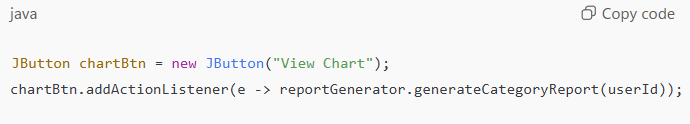 java
Copy code
JButton chartBtn = new JButton("View Chart");
chartBtn.addActionListener(e -> reportGenerator.generateCategoryReport(userId));